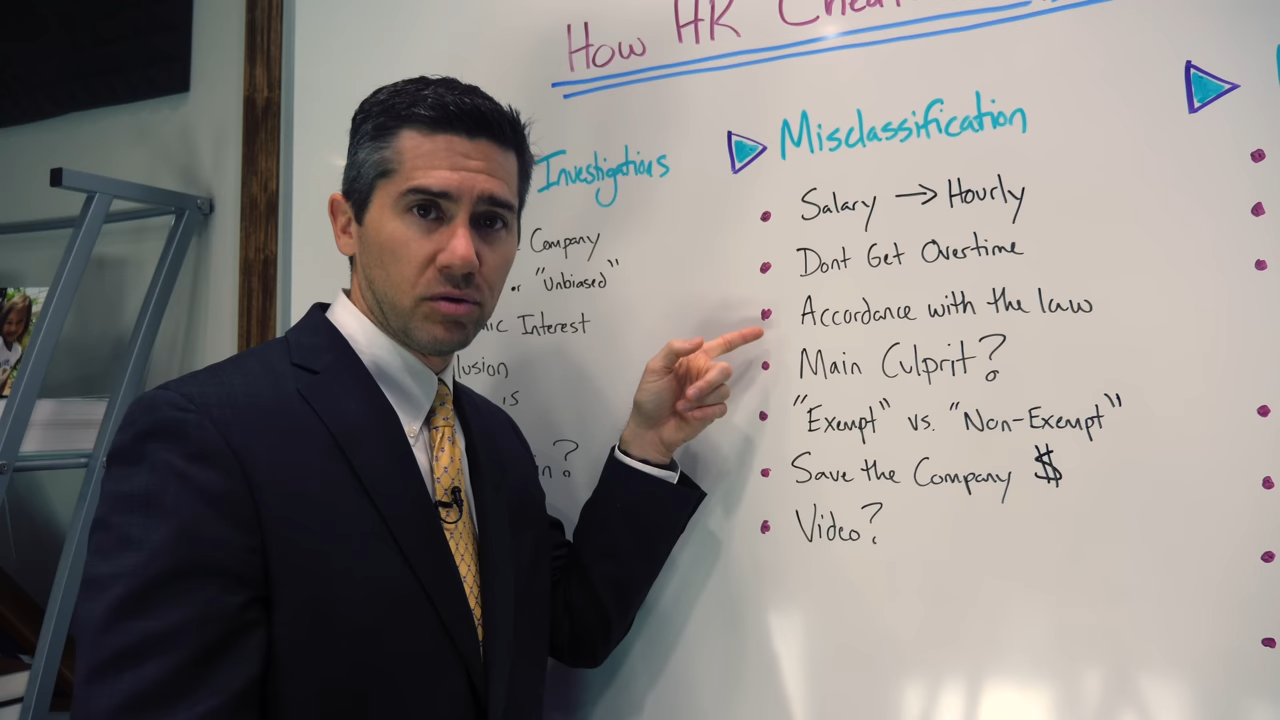 How HR
Investigations
Company
"Unbiased"
Interest
Misclassification
Salary → Hourly
Dont Get Overtime
Accordance with the law
Main Culprit?
"Exempt" vs. "Non-Exempt"
Save the Company $
Video?